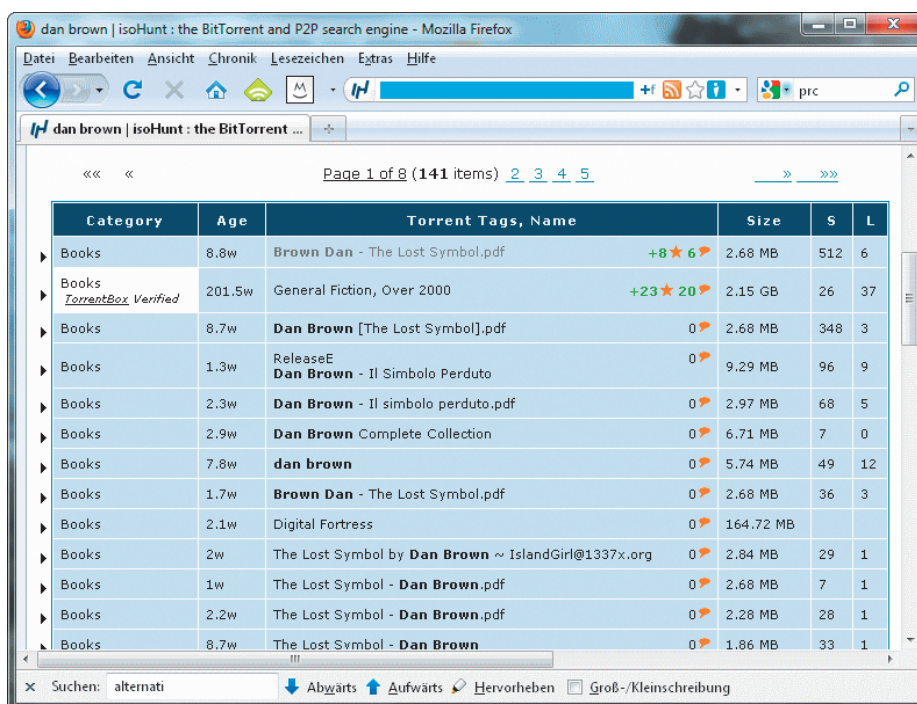 dan brown | isoHunt : the BitTorrent and P2P search engine - Mozilla Firefox
Datei Bearbeiten Ansicht Chronik Lesezeichen Extras Hilfe
prc
dan brown | isoHunt : the BitTorrent ...
«« « Page 1 of 8 (141 items) 2 3 4 5 » »»
Category Age Torrent Tags, Name Size S L
Books 8.8w Brown Dan - The Lost Symbol.pdf +8 6 2.68 MB 512 6
Books
TorrentBox Verified 201.5w General Fiction, Over 2000 +23 20 2.15 GB 26 37
Books 8.7w Dan Brown [The Lost Symbol].pdf 0 2.68 MB 348 3
ReleaseE
Books 1.3w Dan Brown - Il Simbolo Perduto 0 9.29 MB 96 9
Books 2.3w Dan Brown - Il simbolo perduto.pdf 0 2.97 MB 68 5
Books 2.9w Dan Brown Complete Collection 0 6.71 MB 7 0
Books 7.8w dan brown 0 5.74 MB 49 12
Books 1.7w Brown Dan - The Lost Symbol.pdf 0 2.68 MB 36 3
Books 2.1w Digital Fortress 0 164.72 MB
Books 2w The Lost Symbol by Dan Brown ~ IslandGirl@1337x.org 0 2.84 MB 29 1
Books 1w The Lost Symbol - Dan Brown.pdf 0 2.68 MB 7 1
Books 2.2w The Lost Symbol - Dan Brown.pdf 0 2.28 MB 28 1
Books 8.7w The Lost Symbol - Dan Brown 0 1.86 MB 33 1
x Suchen: alternati Abwärts Aufwärts Hervorheben Groß-/Kleinschreibung